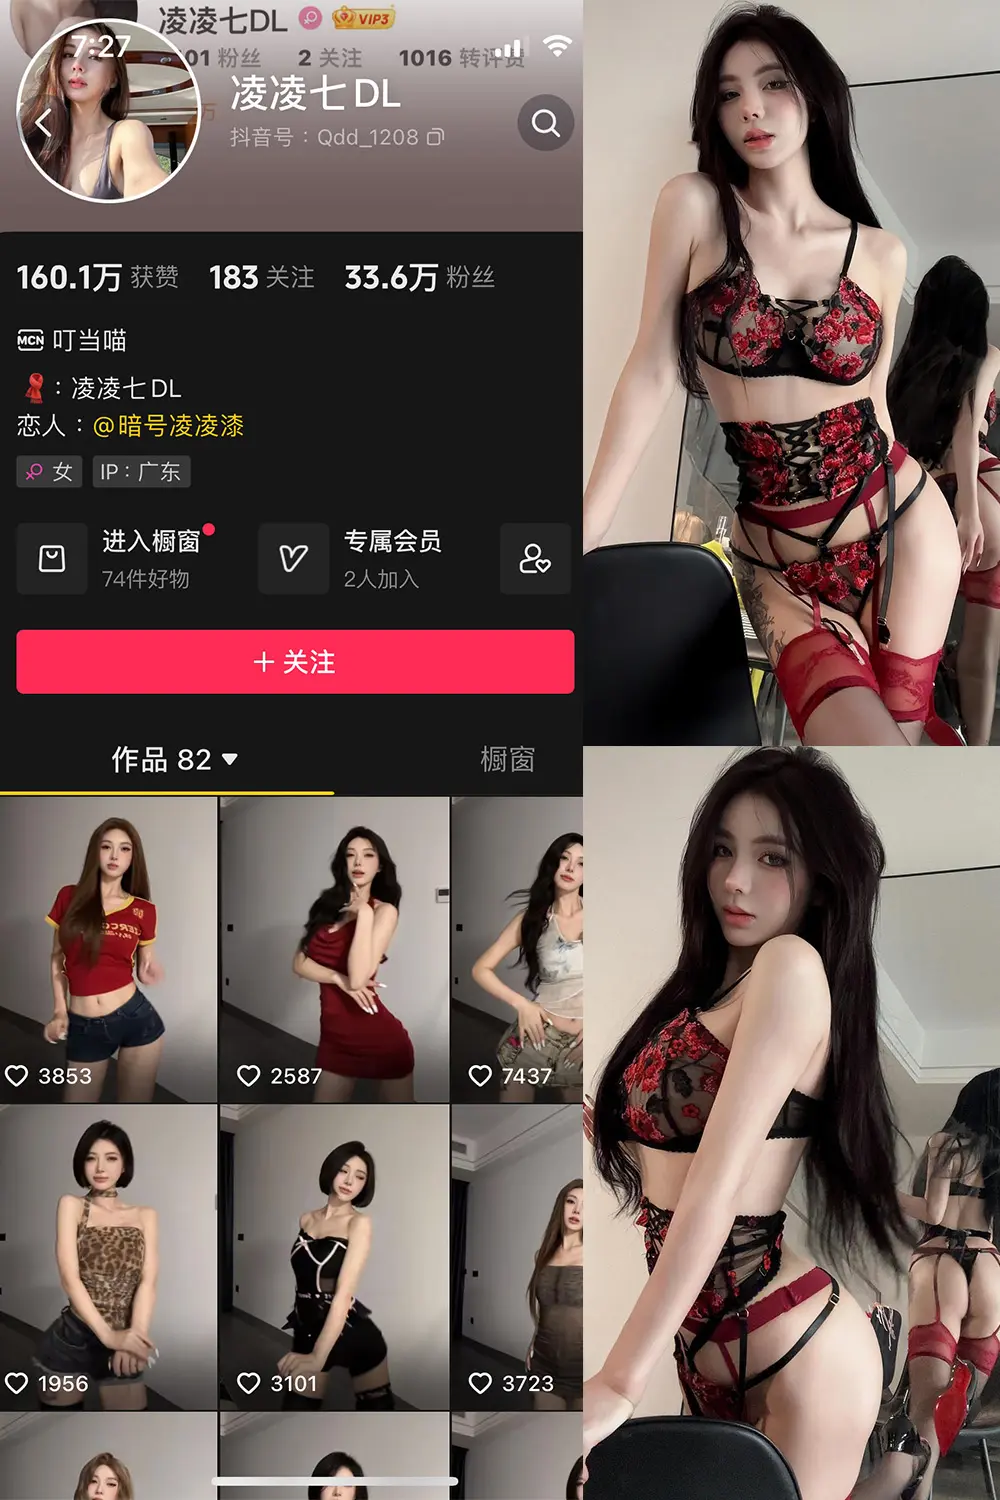 凌凌七DL VIP3
7:27
01 粉丝 2 关注 1016 转评赞
凌凌七DL
抖音号：Qdd_1208
160.1万 获赞 183 关注 33.6万 粉丝
MCN 叮当喵
：凌凌七DL
恋人：@暗号凌凌漆
女 IP：广东
进入橱窗 专属会员
74件好物 2人加入
＋关注
作品 82 橱窗
3853 2587 7437
1956 3101 3723